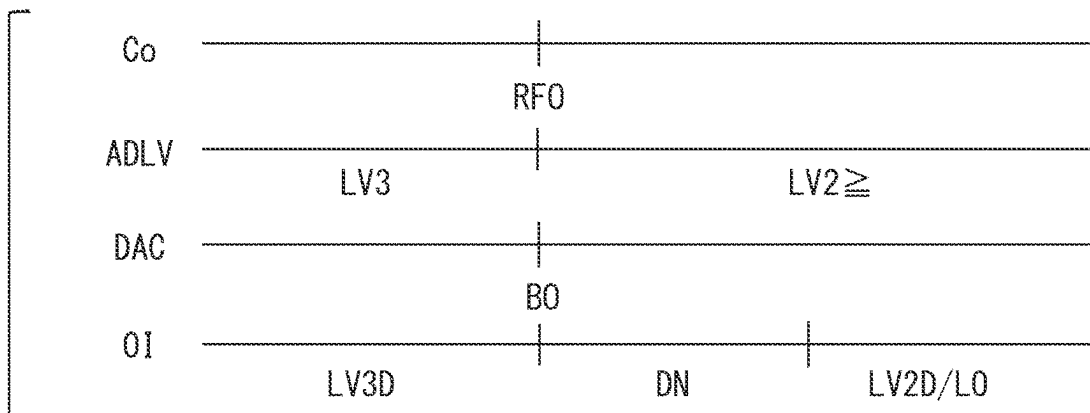 Co
RFO
ADLV
LV3 LV2≧
DAC
BO
OI
LV3D DN LV2D/LO